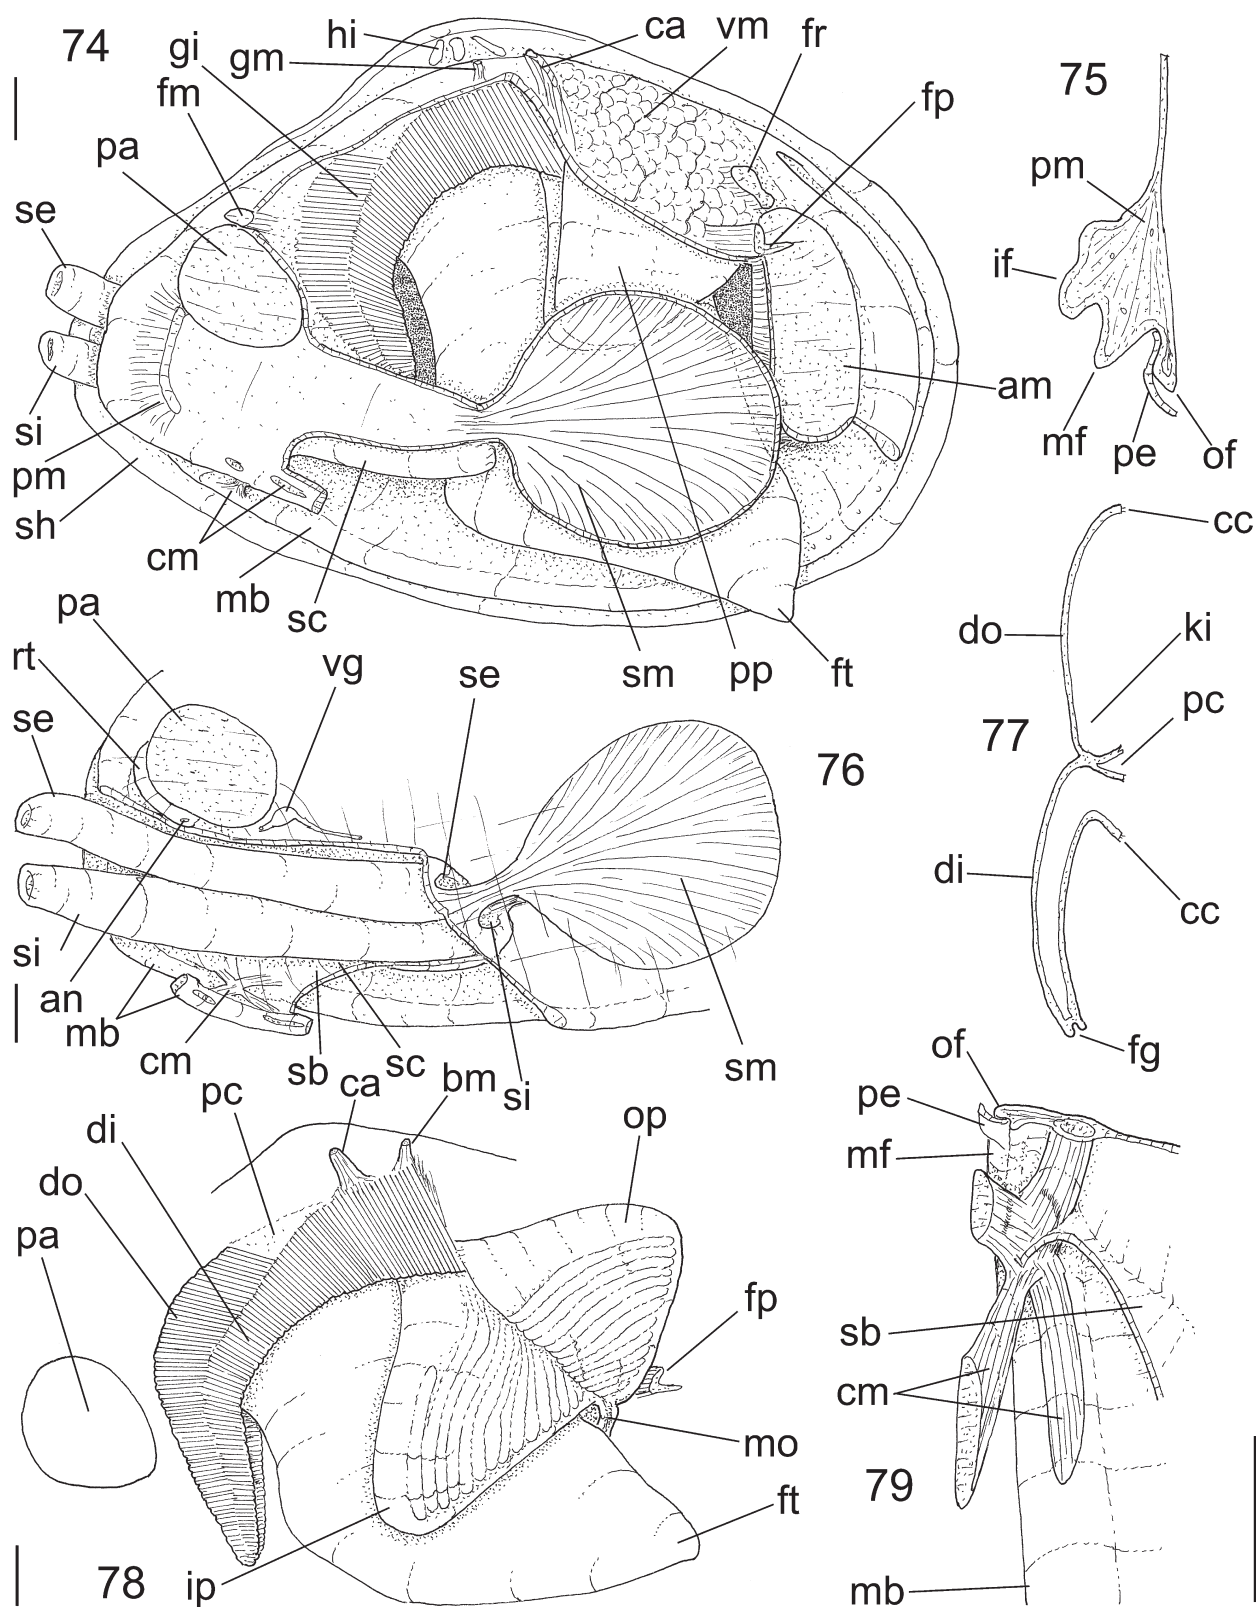 74
hi
ca
vm
fr
gi
gm
fm
fp
pa
se
si
pm
sh
cm
mb
sc
sm
pp
ft
am
75
pm
if
mf
pe
of
cc
do
ki
pc
77
di
cc
fg
pa
rt
vg
se
se
76
si
an
mb
cm
sb
sc
si
sm
pc
ca
bm
op
di
do
pa
fp
mo
ft
ip
78
of
pe
mf
sb
cm
79
mb